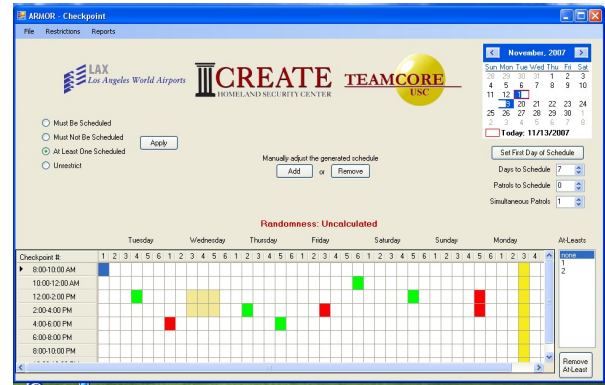 ARMOR - Checkpoint
File Restrictions Reports
LAX
Los Angeles World Airports
CREATE
HOMELAND SECURITY CENTER
TEAMCORE
USC
November, 2007
Sun Mon Tue Wed Thu Fri Sat
28 29 30 31 1 2 3
4 5 6 7 8 9 10
11 12
20 21 22 23 24
25 26 27 28 29 30 1
2 3 4 5 6 7 8
Today: 11/13/2007
Must Be Scheduled
Must Not Be Scheduled
At Least One Scheduled
Unrestrict
Apply
Manually adjust the generated schedule
Add or Remove
Set First Day of Schedule
Days to Schedule 7
Patrols to Schedule 0
Simultaneous Patrols 1
Randomness: Uncalculated
Tuesday Wednesday Thursday Friday Saturday Sunday Monday At-Leasts
Checkpoint #: 1 2 3 4 5 6 1 2 3 4 5 6 1 2 3 4 5 6 1 2 3 4 5 6 1 2 3 4 5 6 1 2 3 4 5 6 1 2 3 4
none
1
2
8:00-10:00 AM
10:00-12:00 AM
12:00-2:00 PM
2:00-4:00 PM
4:00-6:00 PM
6:00-8:00 PM
8:00-10:00 PM
Remove
At-Least